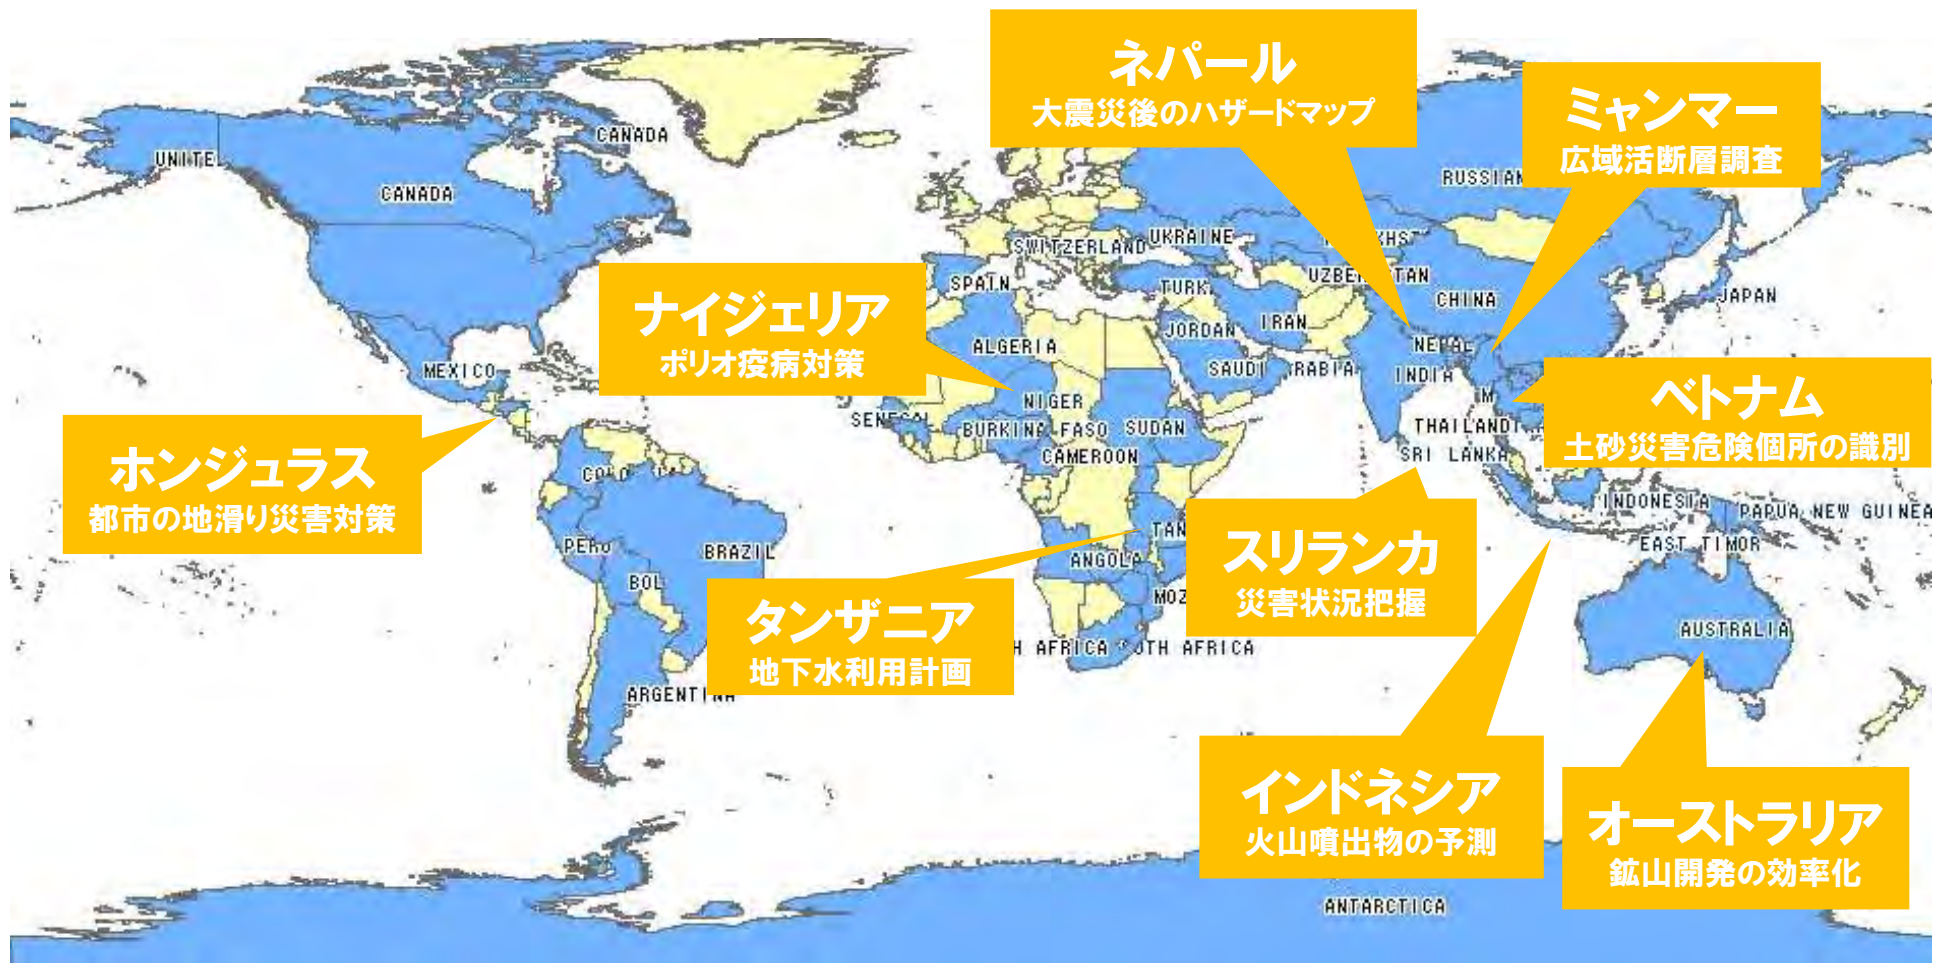 ネパール
大震災後のハザードマップ
ミャンマー
広域活断層調査
CANADA
UNITE
CANADA
RUSSIAN
SWITZERLAND
UKRAINE
SPAIN
TURK
UZBE
TAN
CHINA
JAPAN
ナイジェリア
ポリオ疫病対策
ALGERIA
JORDAN
IRAN
SAUDI
RABIA
NEPAL
INDIA
MEXICO
NIGER
M
ベトナム
土砂災害危険個所の識別
SENEGAL
BURKINA FASO
SUDAN
THAILAND
CAMEROON
SRI LANKA
ホンジュラス
都市の地滑り災害対策
COLO
INDONESIA
PAPUA NEW GUINEA
TAN
スリランカ
災害状況把握
PERU
BRAZIL
ANGOLA
EAST TIMOR
BOL
MOZ
タンザニア
地下水利用計画
H AFRICA
UTH AFRICA
AUSTRALIA
ARGENTINA
インドネシア
火山噴出物の予測
オーストラリア
鉱山開発の効率化
ANTARCTICA